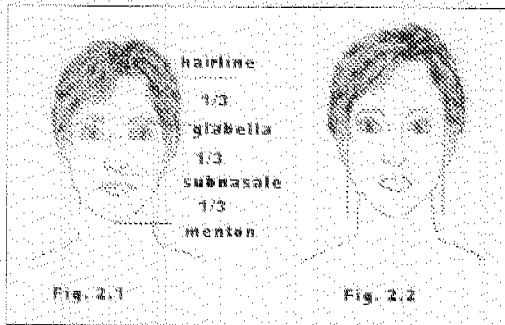 hairline
1/3
glabella
1/3
subnasale
1/3
menton
Fig. 2.1
Fig. 2.2